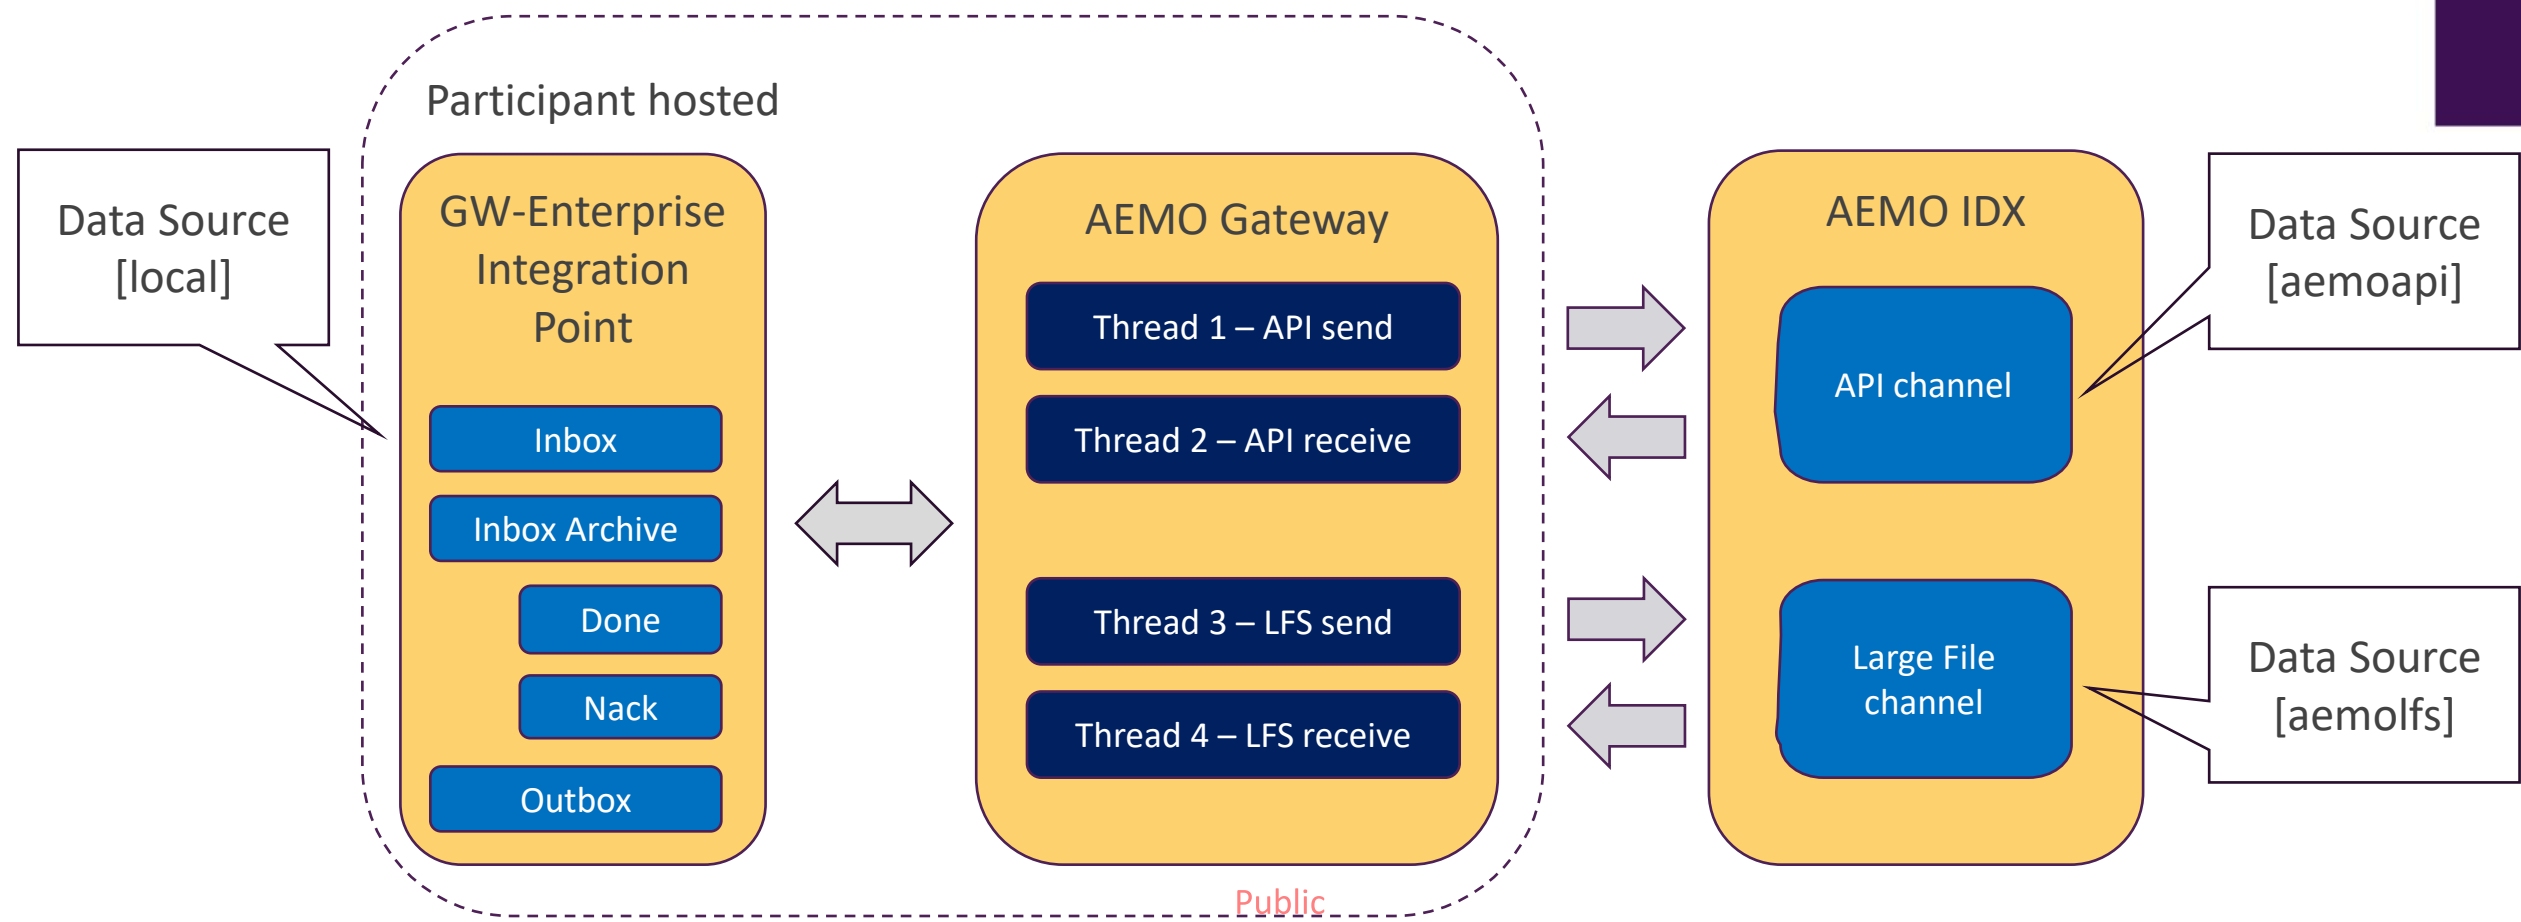 Participant hosted
Data Source
[local]
GW-Enterprise
Integration
Point
Inbox
Inbox Archive
Done
Nack
Outbox
AEMO Gateway
Thread 1 – API send
Thread 2 – API receive
Thread 3 – LFS send
Thread 4 – LFS receive
AEMO IDX
API channel
Large File
channel
Data Source
[aemoapi]
Data Source
[aemolfs]
Public